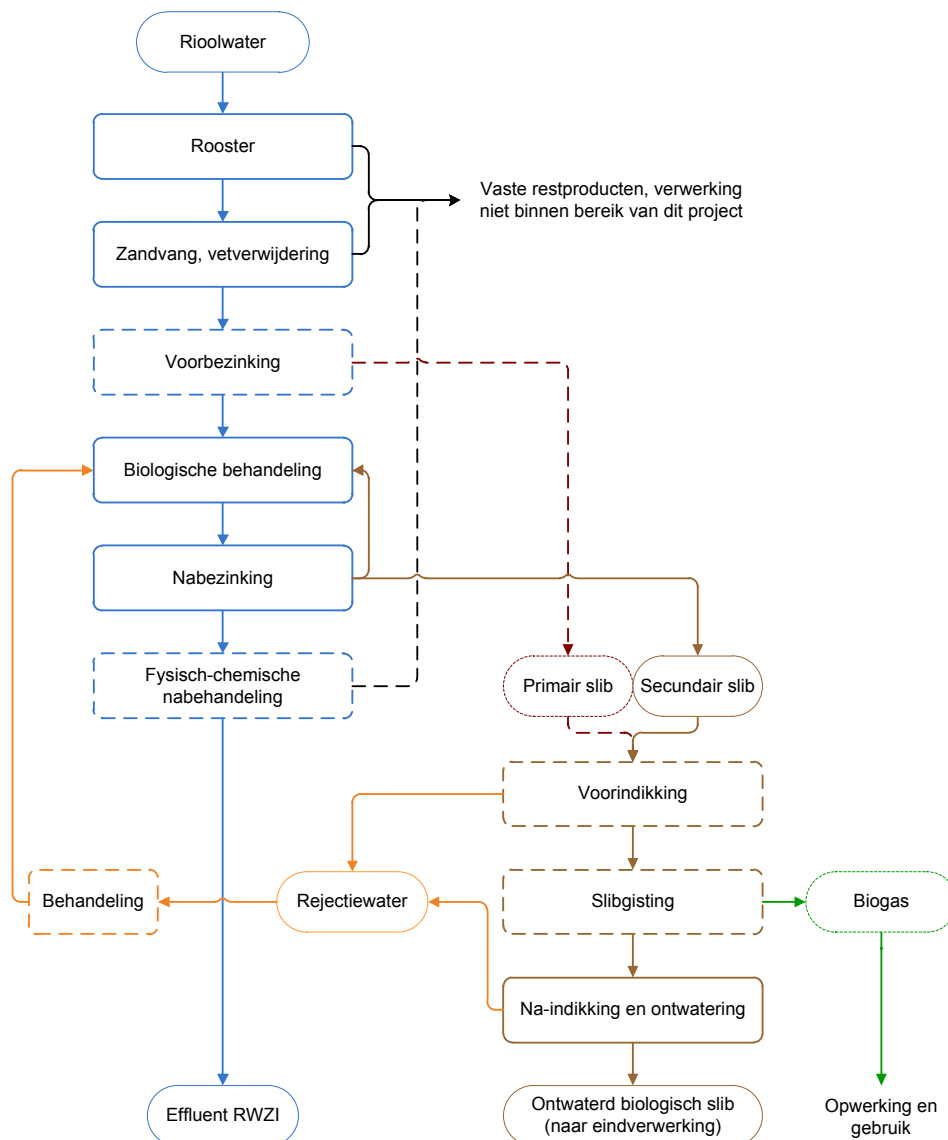 Rioolwater
Rooster
Vaste restproducten, verwerking
niet binnen bereik van dit project
Zandvang, vetverwijdering
Voorbezinking
Biologische behandeling
Nabezinking
Fysisch-chemische
nabehandeling
Primair slib
Secundair slib
Voorindikking
Behandeling
Rejectiewater
Slibgisting
Biogas
Na-indikking en ontwatering
Effluent RWZI
Ontwaterd biologisch slib
(naar eindverwerking)
Opwerking en
gebruik